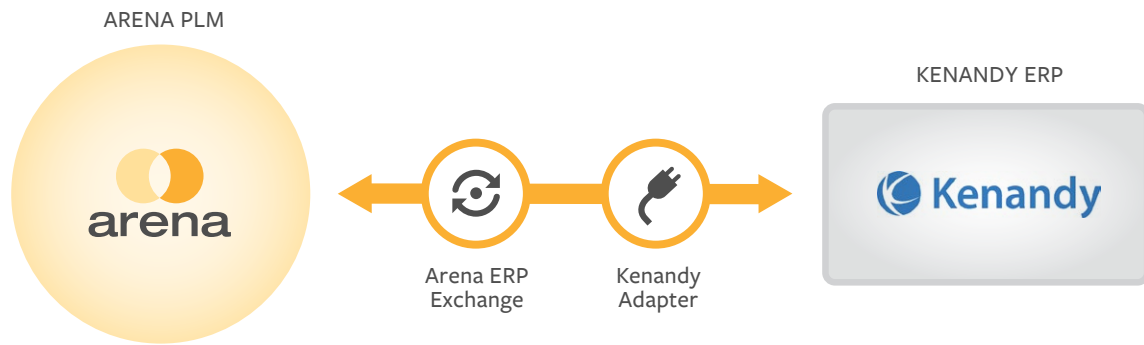 ARENA PLM
arena
Arena ERP
Exchange
Kenandy
Adapter
KENANDY ERP
Kenandy